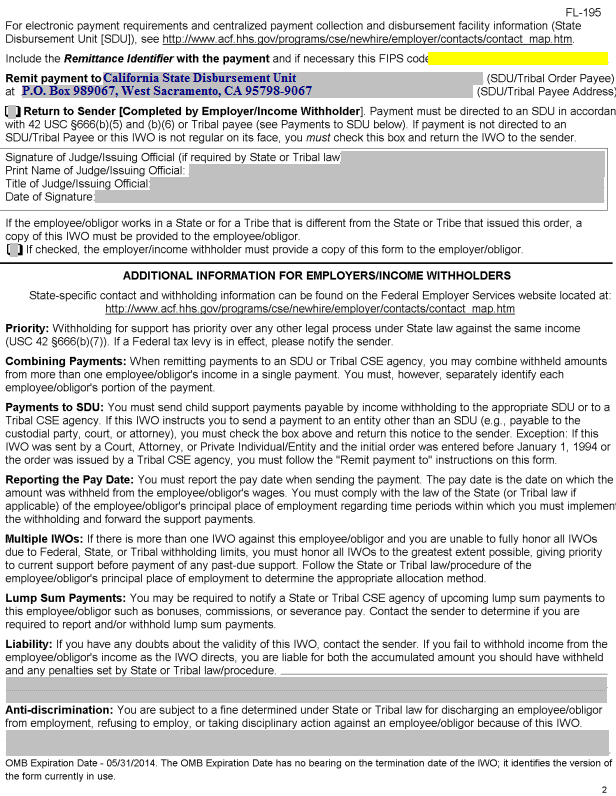 FL-195
For electronic payment requirements and centralized payment collection and disbursement facility information (State
Disbursement Unit [SDU]), see http://www.acf.hhs.gov/programs/cse/newhire/employer/contacts/contact_map.htm.
Include the Remittance Identifier with the payment and if necessary this FIPS code
Remit payment to California State Disbursement Unit (SDU/Tribal Order Payee)
at P.O. Box 989067, West Sacramento, CA 95798-9067 (SDU/Tribal Payee Address)
Return to Sender [Completed by Employer/Income Withholder]. Payment must be directed to an SDU in accordan
with 42 USC §666(b)(5) and (b)(6) or Tribal payee (see Payments to SDU below). If payment is not directed to an
SDU/Tribal Payee or this IWO is not regular on its face, you must check this box and return the IWO to the sender.
Signature of Judge/Issuing Official (if required by State or Tribal law
Print Name of Judge/Issuing Official:
Title of Judge/Issuing Official:
Date of Signature:
If the employee/obligor works in a State or for a Tribe that is different from the State or Tribe that issued this order, a
copy of this IWO must be provided to the employee/obligor.
If checked, the employer/income withholder must provide a copy of this form to the employee/obligor.
ADDITIONAL INFORMATION FOR EMPLOYERS/INCOME WITHHOLDERS
State-specific contact and withholding information can be found on the Federal Employer Services website located at:
http://www.acf.hhs.gov/programs/cse/newhire/employer/contacts/contact_map.htm
Priority: Withholding for support has priority over any other legal process under State law against the same income
(USC 42 §666(b)(7)). If a Federal tax levy is in effect, please notify the sender.
Combining Payments: When remitting payments to an SDU or Tribal CSE agency, you may combine withheld amounts
from more than one employee/obligor's income in a single payment. You must, however, separately identify each
employee/obligor's portion of the payment.
Payments to SDU: You must send child support payments payable by income withholding to the appropriate SDU or to a
Tribal CSE agency. If this IWO instructs you to send a payment to an entity other than an SDU (e.g., payable to the
custodial party, court, or attorney), you must check the box above and return this notice to the sender. Exception: If this
IWO was sent by a Court, Attorney, or Private Individual/Entity and the initial order was entered before January 1, 1994 or
the order was issued by a Tribal CSE agency, you must follow the "Remit payment to" instructions on this form.
Reporting the Pay Date: You must report the pay date when sending the payment. The pay date is the date on which the
amount was withheld from the employee/obligor's wages. You must comply with the law of the State (or Tribal law if
applicable) of the employee/obligor's principal place of employment regarding time periods within which you must implement
the withholding and forward the support payments.
Multiple IWOs: If there is more than one IWO against this employee/obligor and you are unable to fully honor all IWOs
due to Federal, State, or Tribal withholding limits, you must honor all IWOs to the greatest extent possible, giving priority
to current support before payment of any past-due support. Follow the State or Tribal law/procedure of the
employee/obligor's principal place of employment to determine the appropriate allocation method.
Lump Sum Payments: You may be required to notify a State or Tribal CSE agency of upcoming lump sum payments to
this employee/obligor such as bonuses, commissions, or severance pay. Contact the sender to determine if you are
required to report and/or withhold lump sum payments.
Liability: If you have any doubts about the validity of this IWO, contact the sender. If you fail to withhold income from the
employee/obligor's income as the IWO directs, you are liable for both the accumulated amount you should have withheld
and any penalties set by State or Tribal law/procedure.
Anti-discrimination: You are subject to a fine determined under State or Tribal law for discharging an employee/obligor
from employment, refusing to employ, or taking disciplinary action against an employee/obligor because of this IWO.
OMB Expiration Date - 05/31/2014. The OMB Expiration Date has no bearing on the termination date of the IWO; it identifies the version of
the form currently in use.
2